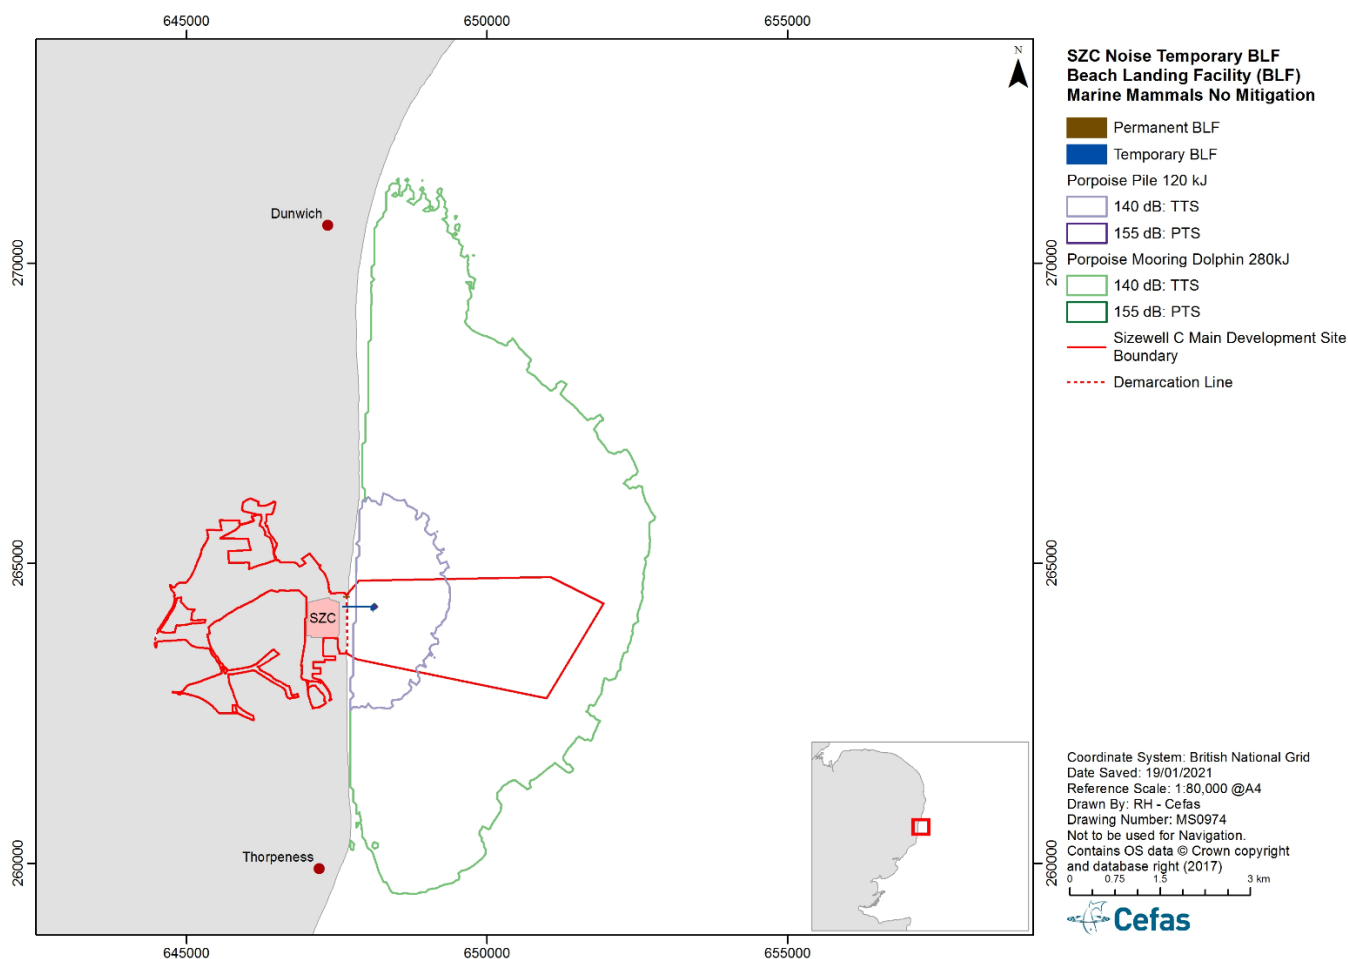 645000
650000
655000
N
SZC Noise Temporary BLF
Beach Landing Facility (BLF)
Marine Mammals No Mitigation
Permanent BLF
Temporary BLF
Porpoise Pile 120 kJ
140 dB: TTS
155 dB: PTS
Porpoise Mooring Dolphin 280kJ
140 dB: TTS
155 dB: PTS
Sizewell C Main Development Site
Boundary
Demarcation Line
Dunwich
270000
270000
265000
265000
SZC
Thorpeness
260000
260000
Coordinate System: British National Grid
Date Saved: 19/01/2021
Reference Scale: 1:80,000 @A4
Drawn By: RH - Cefas
Drawing Number: MS0974
Not to be used for Navigation.
Contains OS data © Crown copyright
and database right (2017)
0 0.75 1.5 3 km
Cefas
645000
650000
655000